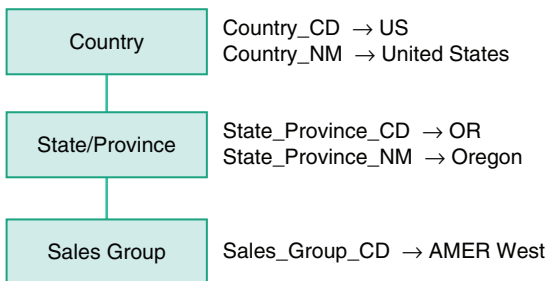 Country
Country_CD → US
Country_NM → United States
State/Province
State_Province_CD → OR
State_Province_NM → Oregon
Sales Group
Sales_Group_CD → AMER West